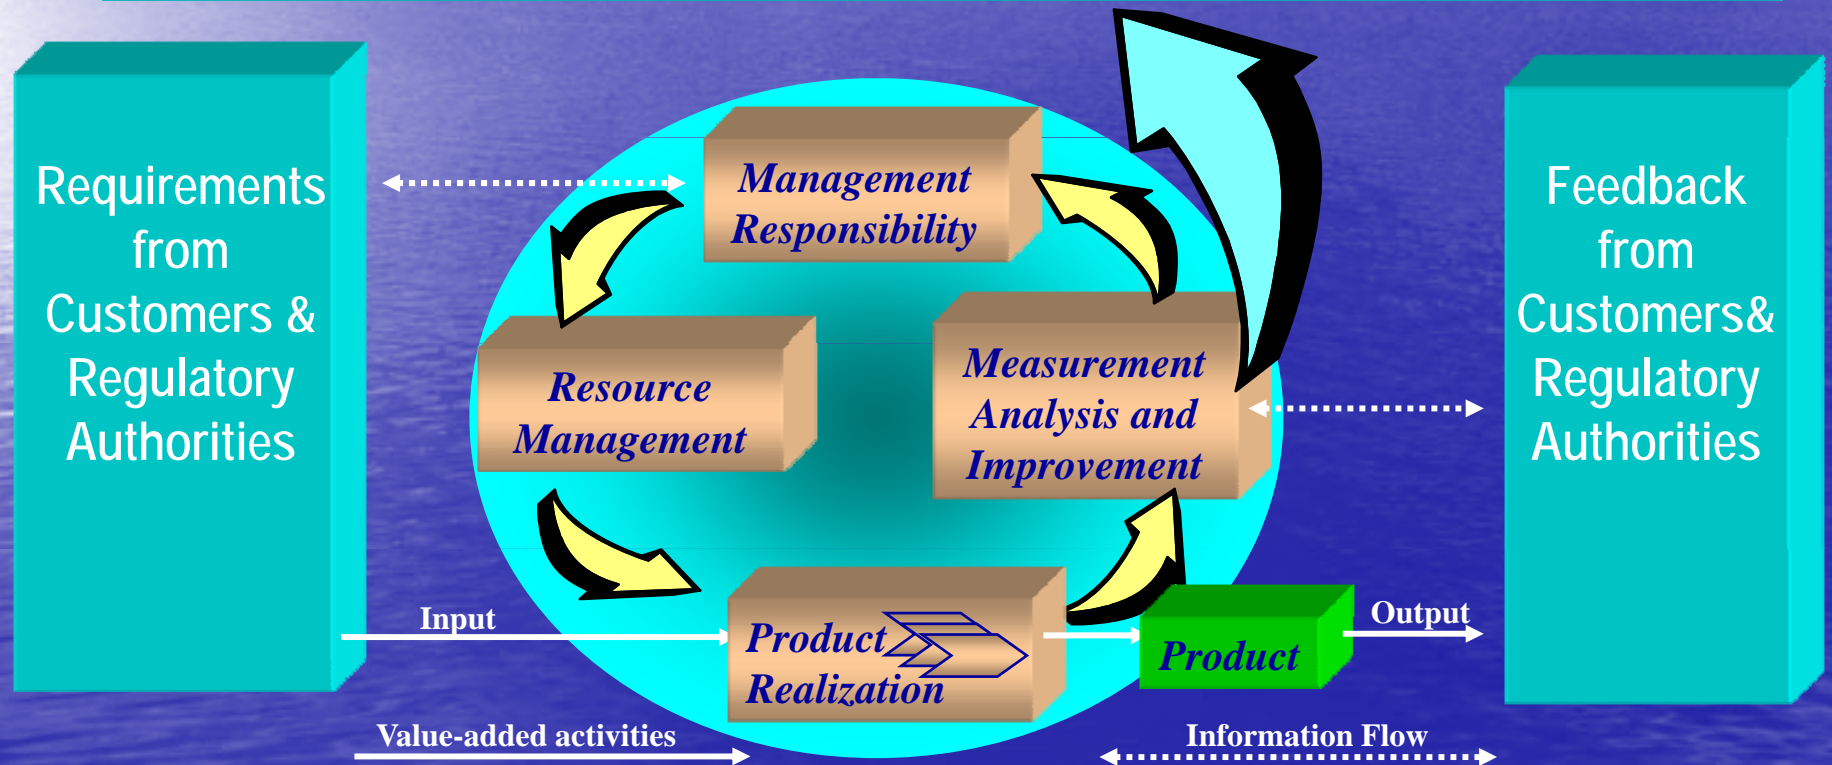 Requirements
from
Customers &
Regulatory
Authorities
Management
Responsibility
Resource
Management
Measurement
Analysis and
Improvement
Feedback
from
Customers&
Regulatory
Authorities
Input
Product
Realization
Product
Output
Value-added activities
Information Flow